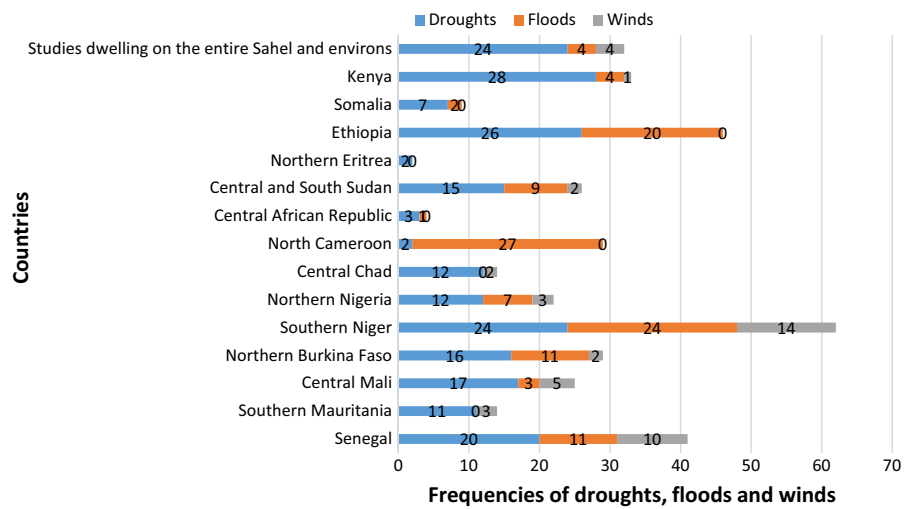 Droughts Floods Winds
Studies dwelling on the entire Sahel and environs 24 4 4
Kenya 28 4 1
Somalia 7 2 0
Ethiopia 26 20 0
Northern Eritrea 2 0
Central and South Sudan 15 9 2
Central African Republic 3 1 0
North Cameroon 2 27 0
Central Chad 12 0 2
Northern Nigeria 12 7 3
Southern Niger 24 24 14
Northern Burkina Faso 16 11 2
Central Mali 17 3 5
Southern Mauritania 11 0 3
Senegal 20 11 10
0 10 20 30 40 50 60 70
Frequencies of droughts, floods and winds
Countries